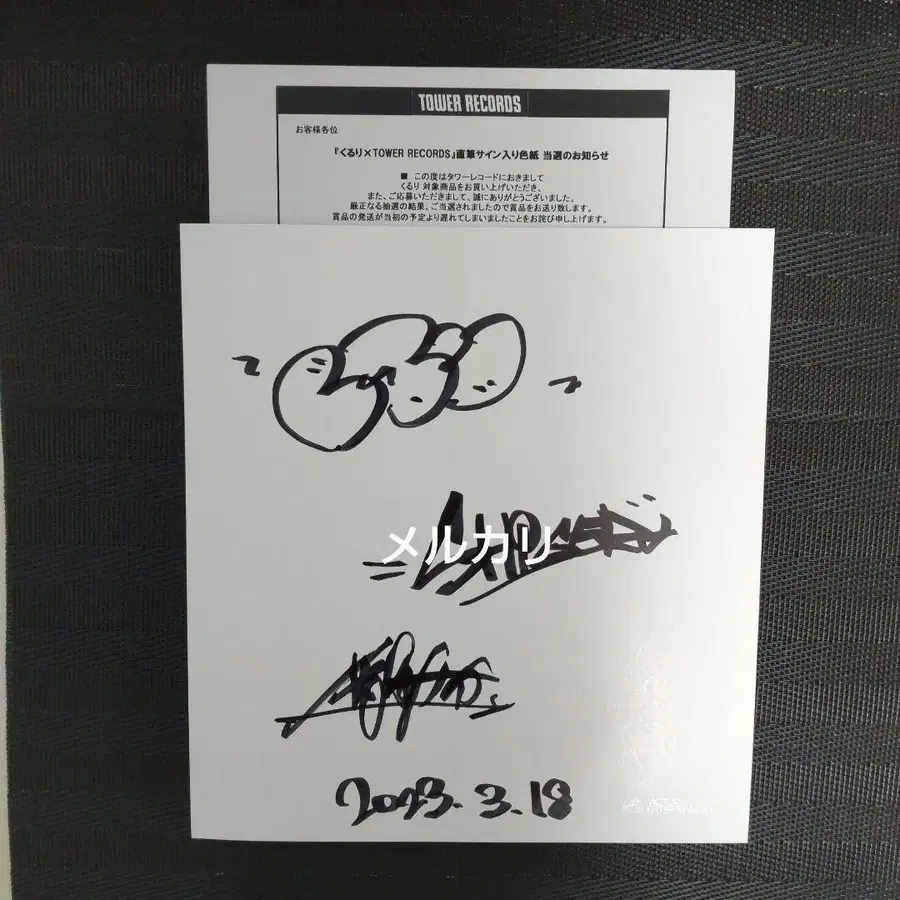 TOWER RECORDS
お客様各位
『くるり×TOWER RECORDS』直筆サイン入り色紙 当選のお知らせ
■ この度はタワーレコードにおきまして
くるり 対象商品をお買い上げいただき、
また、ご応募いただきまして、誠にありがとうございました。
厳正なる抽選の結果、ご当選されましたので賞品をお送り致します。
賞品の発送が当初の予定より遅れてしまいましたことをお詫び申し上げます。
くるり
メルカリ
2023.3.18